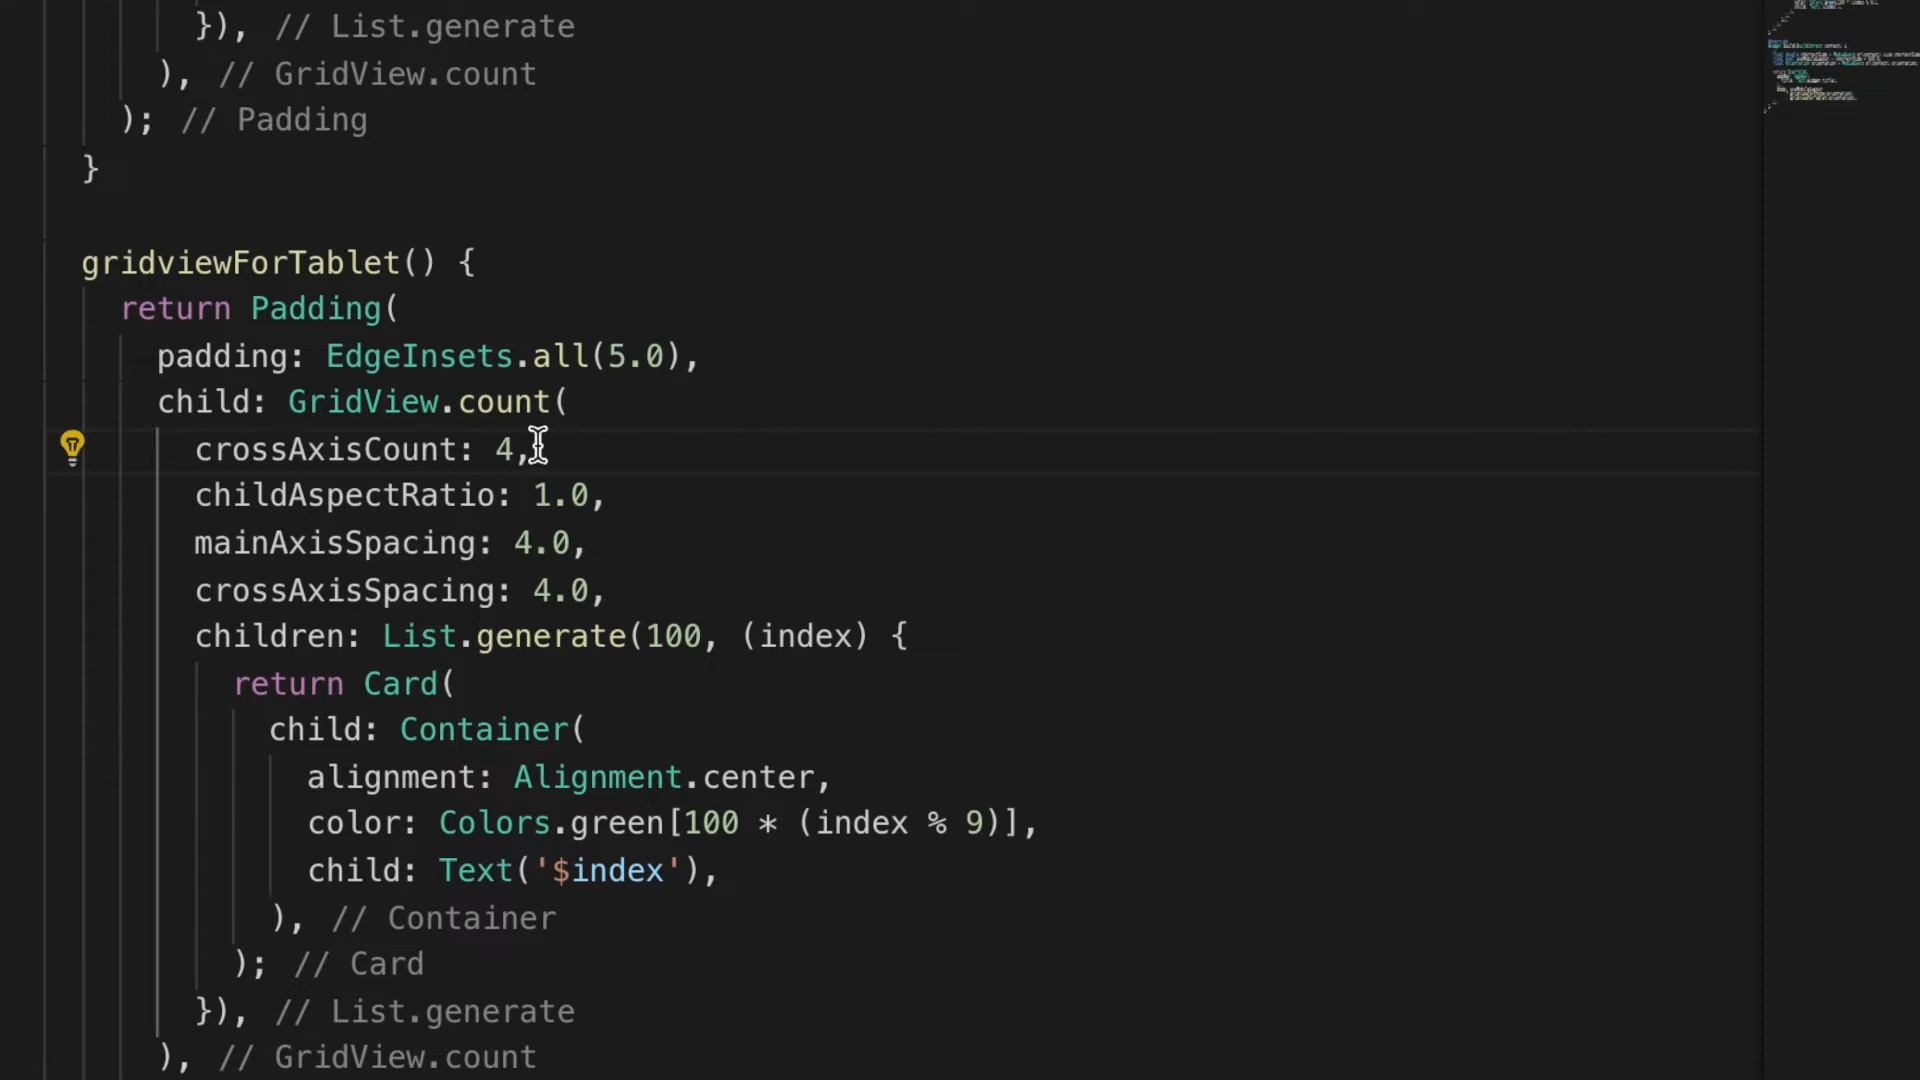 }), // List.generate
), // GridView.count
); // Padding
}
gridviewForTablet() {
return Padding(
padding: EdgeInsets.all(5.0),
child: GridView.count(
crossAxisCount: 4,
childAspectRatio: 1.0,
mainAxisSpacing: 4.0,
crossAxisSpacing: 4.0,
children: List.generate(100, (index) {
return Card(
child: Container(
alignment: Alignment.center,
color: Colors.green[100 * (index % 9)],
child: Text('$index'),
), // Container
); // Card
}), // List.generate
), // GridView.count